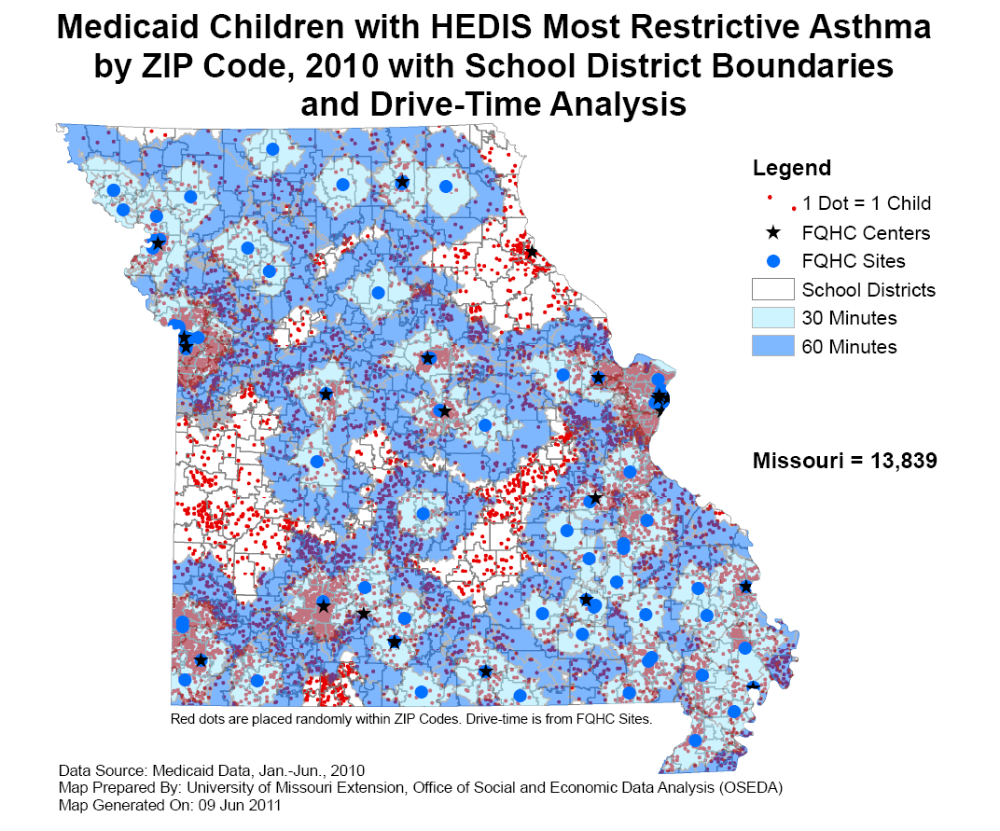 Medicaid Children with HEDIS Most Restrictive Asthma
by ZIP Code, 2010 with School District Boundaries
and Drive-Time Analysis
Legend
1 Dot = 1 Child
FQHC Centers
FQHC Sites
School Districts
30 Minutes
60 Minutes
Missouri = 13,839
Red dots are placed randomly within ZIP Codes. Drive-time is from FQHC Sites.
Data Source: Medicaid Data, Jan.-Jun., 2010
Map Prepared By: University of Missouri Extension, Office of Social and Economic Data Analysis (OSEDA)
Map Generated On: 09 Jun 2011